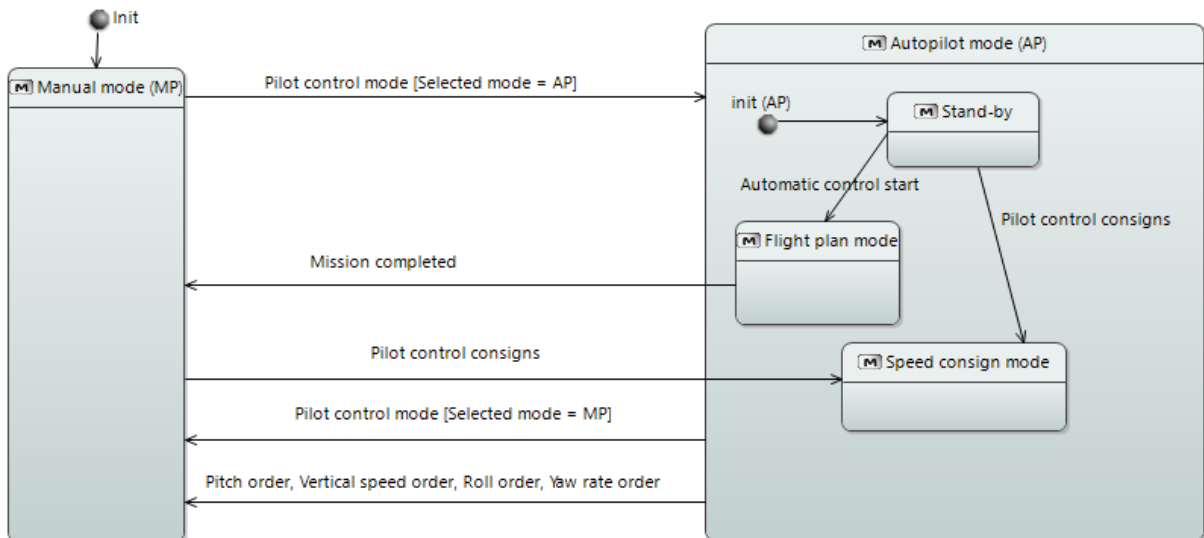 Init
Autopilot mode (AP)
Manual mode (MP)
Pilot control mode [Selected mode = AP]
init (AP)
Stand-by
Automatic control start
Pilot control consigns
Flight plan mode
Mission completed
Pilot control consigns
Speed consign mode
Pilot control mode [Selected mode = MP]
Pitch order, Vertical speed order, Roll order, Yaw rate order